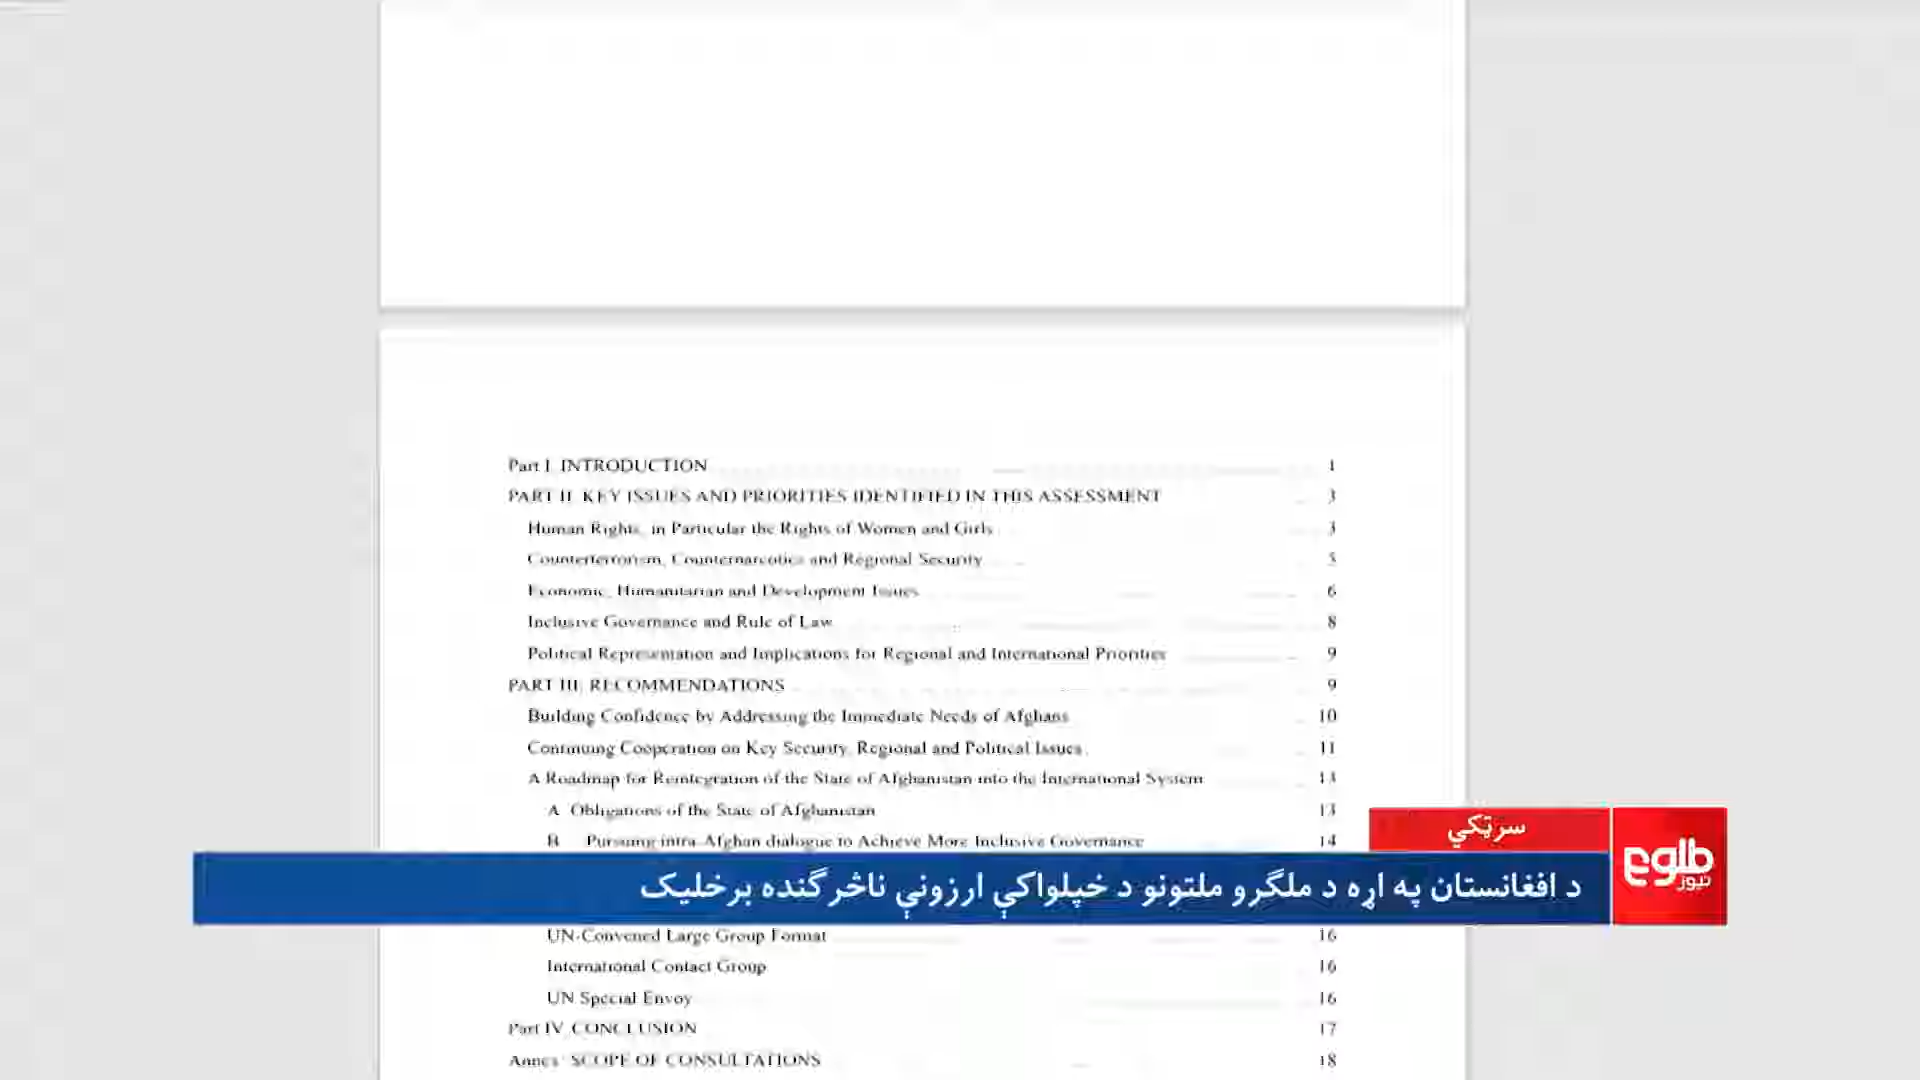 Part I. INTRODUCTION 1
PART II. KEY ISSUES AND PRIORITIES IDENTIFIED IN THIS ASSESSMENT 3
Human Rights, in Particular the Rights of Women and Girls 3
Counterterrorism, Counternarcotics and Regional Security 5
Economic, Humanitarian and Development Issues 6
Inclusive Governance and Rule of Law 8
Political Representation and Implications for Regional and International Priorities 9
PART III. RECOMMENDATIONS 9
Building Confidence by Addressing the Immediate Needs of Afghans 10
Continuing Cooperation on Key Security, Regional and Political Issues 11
A Roadmap for Reintegration of the State of Afghanistan into the International System 13
A. Obligations of the State of Afghanistan 13
B. Pursuing intra-Afghan dialogue to Achieve More Inclusive Governance 14
سرټکي
طلوع
نیوز
د افغانستان په اړه د ملګرو ملتونو د خپلواکې ارزونې ناڅرګنده برخلیک
UN-Convened Large Group Format 16
International Contact Group 16
UN Special Envoy 16
Part IV. CONCLUSION 17
Annex: SCOPE OF CONSULTATIONS 18